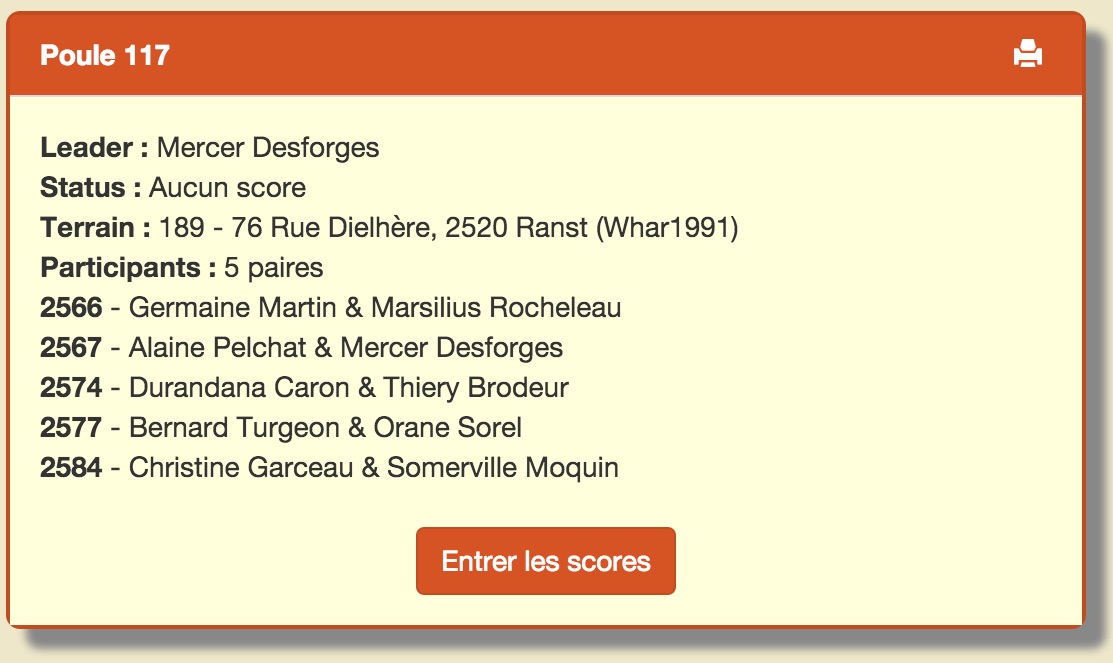 Poule 117
Leader : Mercer Desforges
Status : Aucun score
Terrain : 189 - 76 Rue Dielhère, 2520 Ranst (Whar1991)
Participants : 5 paires
2566 - Germaine Martin & Marsilius Rocheleau
2567 - Alaine Pelchat & Mercer Desforges
2574 - Durandana Caron & Thiery Brodeur
2577 - Bernard Turgeon & Orane Sorel
2584 - Christine Garceau & Somerville Moquin
Entrer les scores